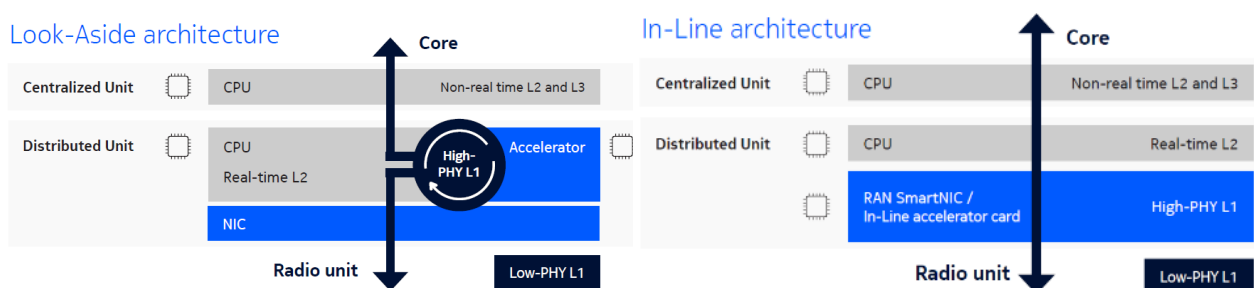 Look-Aside architecture
Core
Centralized Unit
CPU
Non-real time L2 and L3
Distributed Unit
CPU
Real-time L2
High-
PHY L1
Accelerator
NIC
Radio unit
Low-PHY L1
In-Line architecture
Core
Centralized Unit
CPU
Non-real time L2 and L3
Distributed Unit
CPU
Real-time L2
RAN SmartNIC /
In-Line accelerator card
High-PHY L1
Radio unit
Low-PHY L1